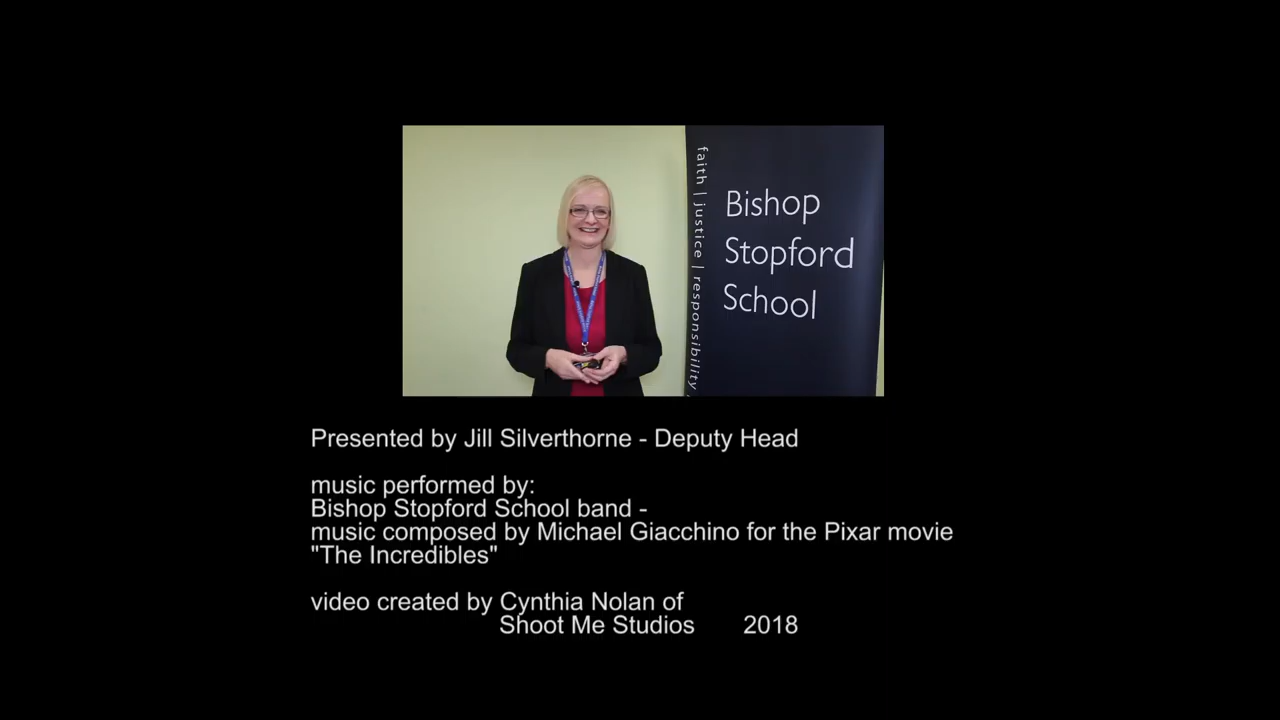 faith | justice | responsibility
Bishop
Stopford
School
Presented by Jill Silverthorne - Deputy Head
music performed by:
Bishop Stopford School band -
music composed by Michael Giacchino for the Pixar movie
"The Incredibles"
video created by Cynthia Nolan of
Shoot Me Studios 2018